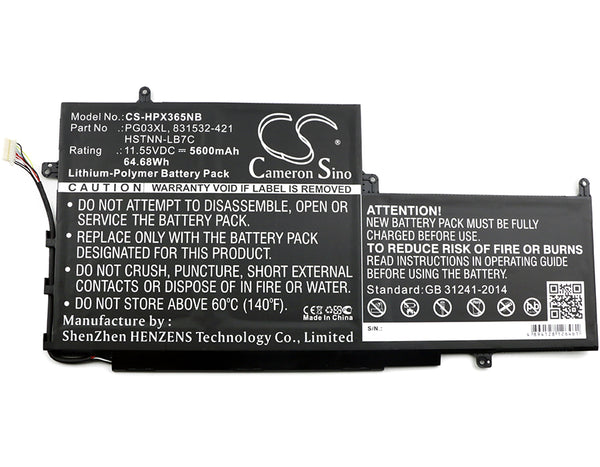 Model No.: CS-HPX365NB
Part No. : PG03XL, 831532-421
HSTNN-LB7C
Rating : 11.55VDC 5600mAh
64.68Wh
Lithium-Polymer Battery Pack
CS
Cameron Sino
CAUTION: WARRANTY IS VOID IF LABEL IS REMOVED
• DO NOT ATTEMPT TO DISASSEMBLE, OPEN OR
SERVICE THE BATTERY PACK.
• REPLACE ONLY WITH THE BATTERY PACK
DESIGNATED FOR THIS PRODUCT.
• DO NOT CRUSH, PUNCTURE, SHORT EXTERNAL
CONTACTS OR DISPOSE OF IN FIRE OR WATER.
• DO NOT STORE ABOVE 60℃ (140℉).
Manufacturer :
ShenZhen HENZENS Technology Co., Limited
CE
Made in China
ATTENTION!
NEW BATTERY PACK MUST BE FULLY
CHARGED BEFORE USE.
TO REDUCE RISK OF FIRE OR BURNS
READ INSTRUCTIONS IN OPERATING GUIDE
BEFORE USING THIS BATTERY.
Standard: GB 31241-2014
S/N: